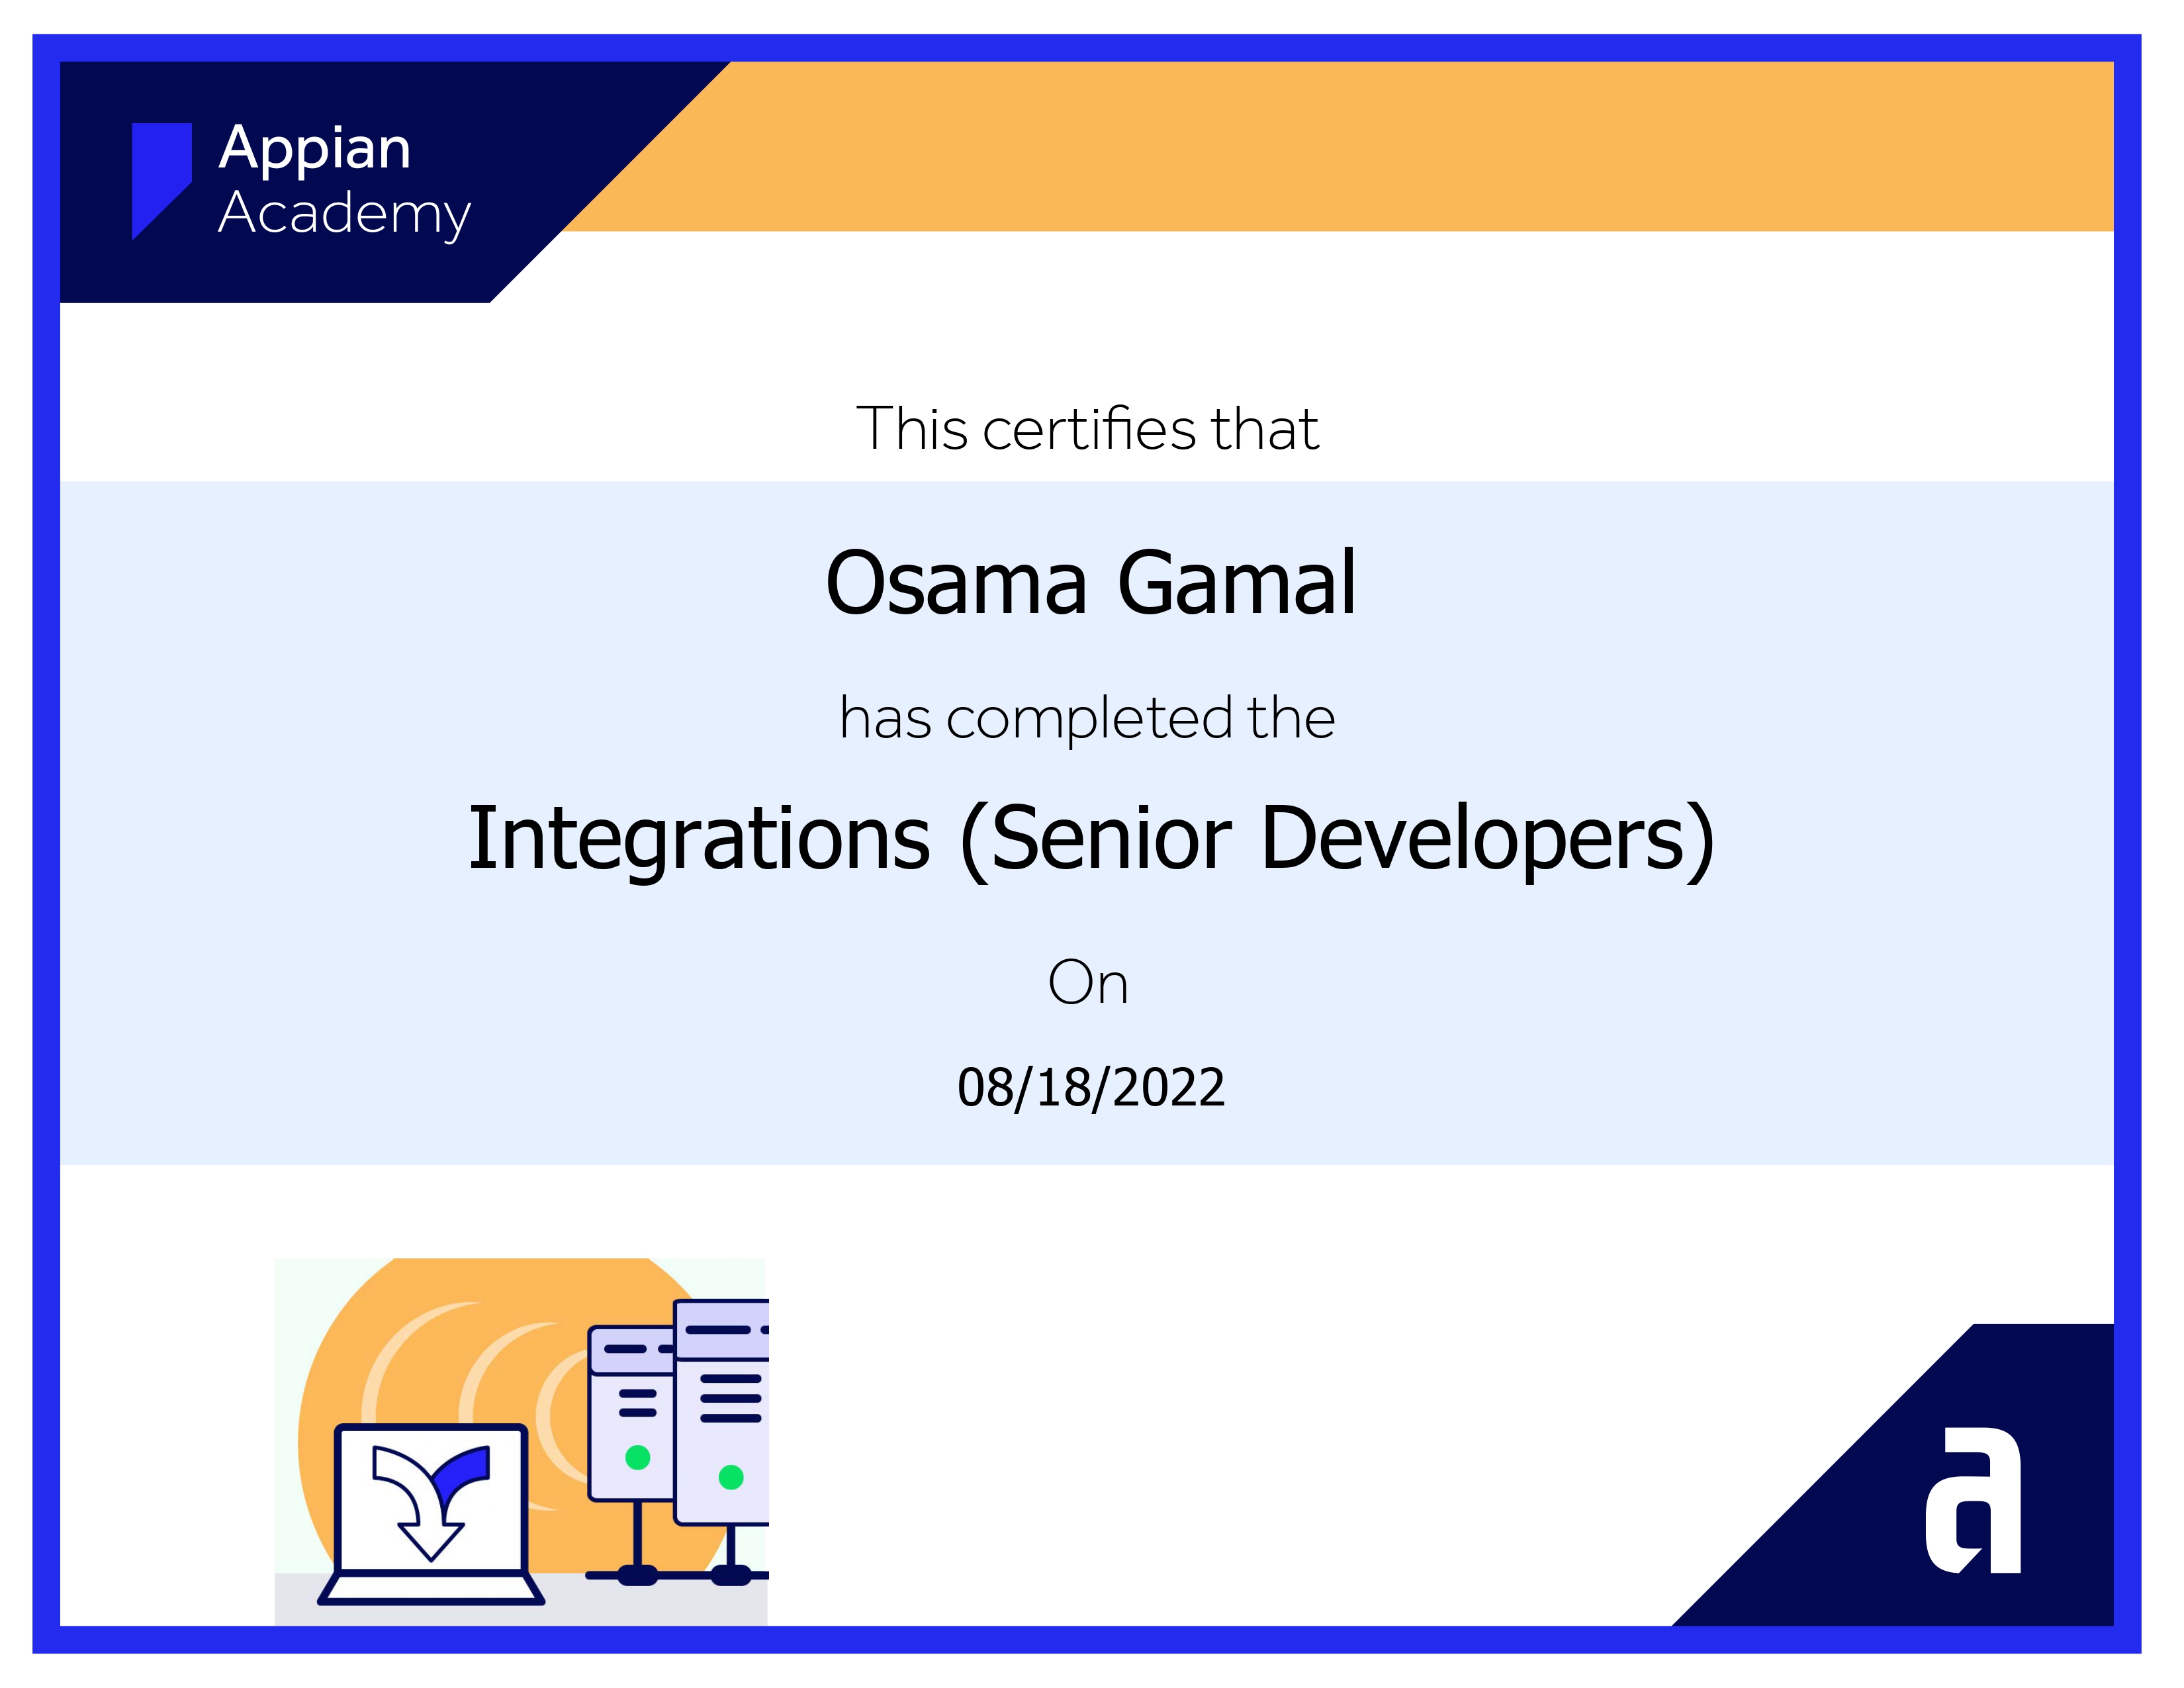 Appian
Academy
This certifies that
Osama Gamal
has completed the
Integrations (Senior Developers)
On
08/18/2022
a